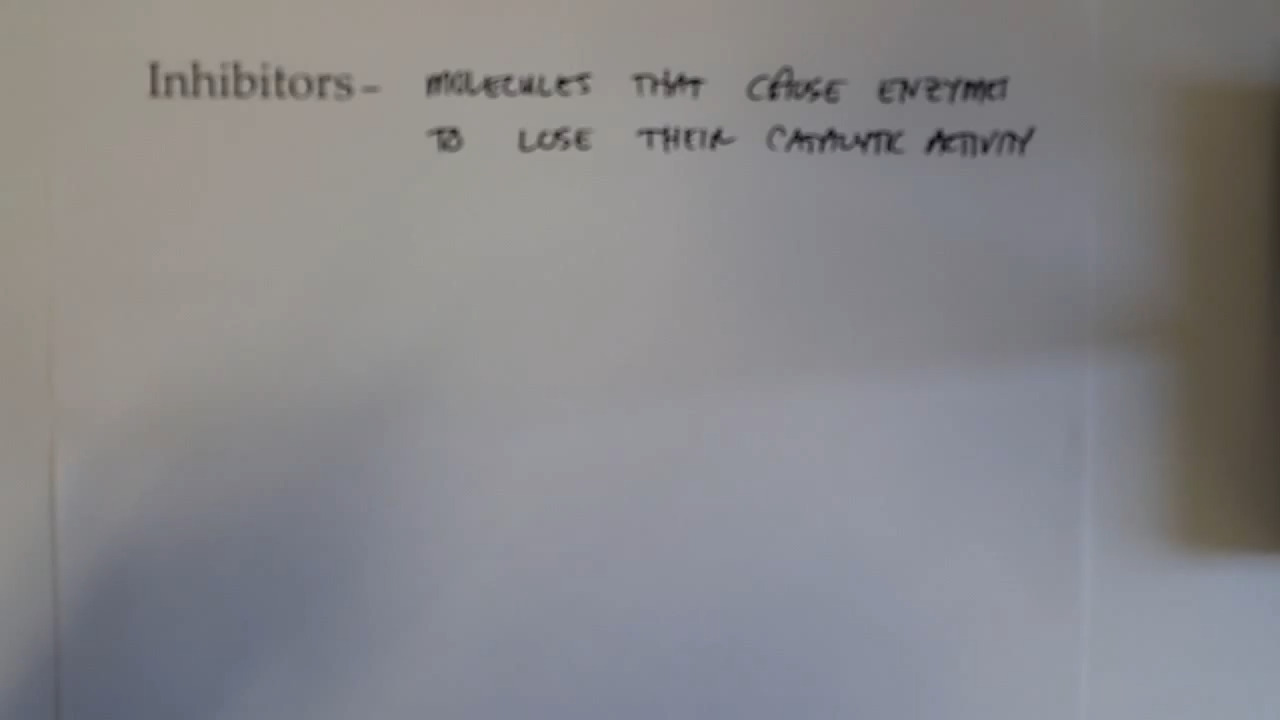 Inhibitors- MOLECULES THAT CAUSE ENZYMES
TO LOSE THEIR CATALYTIC ACTIVITY